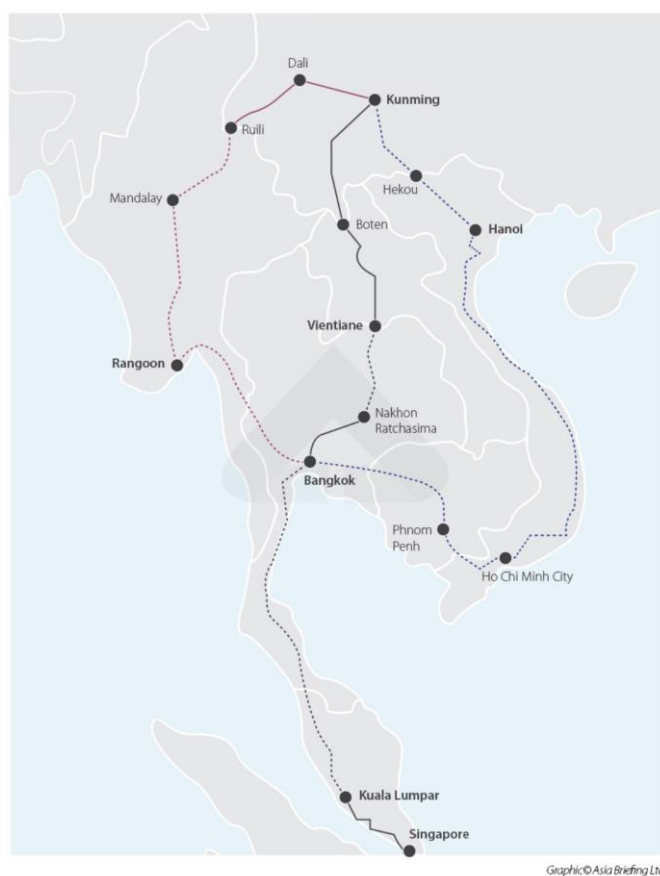 Dali
Kunming
Ruili
Hekou
Mandalay
Boten
Hanoi
Vientiane
Rangoon
Nakhon
Ratchasima
Bangkok
Phnom
Penh
Ho Chi Minh City
Kuala Lumpar
Singapore
Graphic© Asia Briefing Ltd